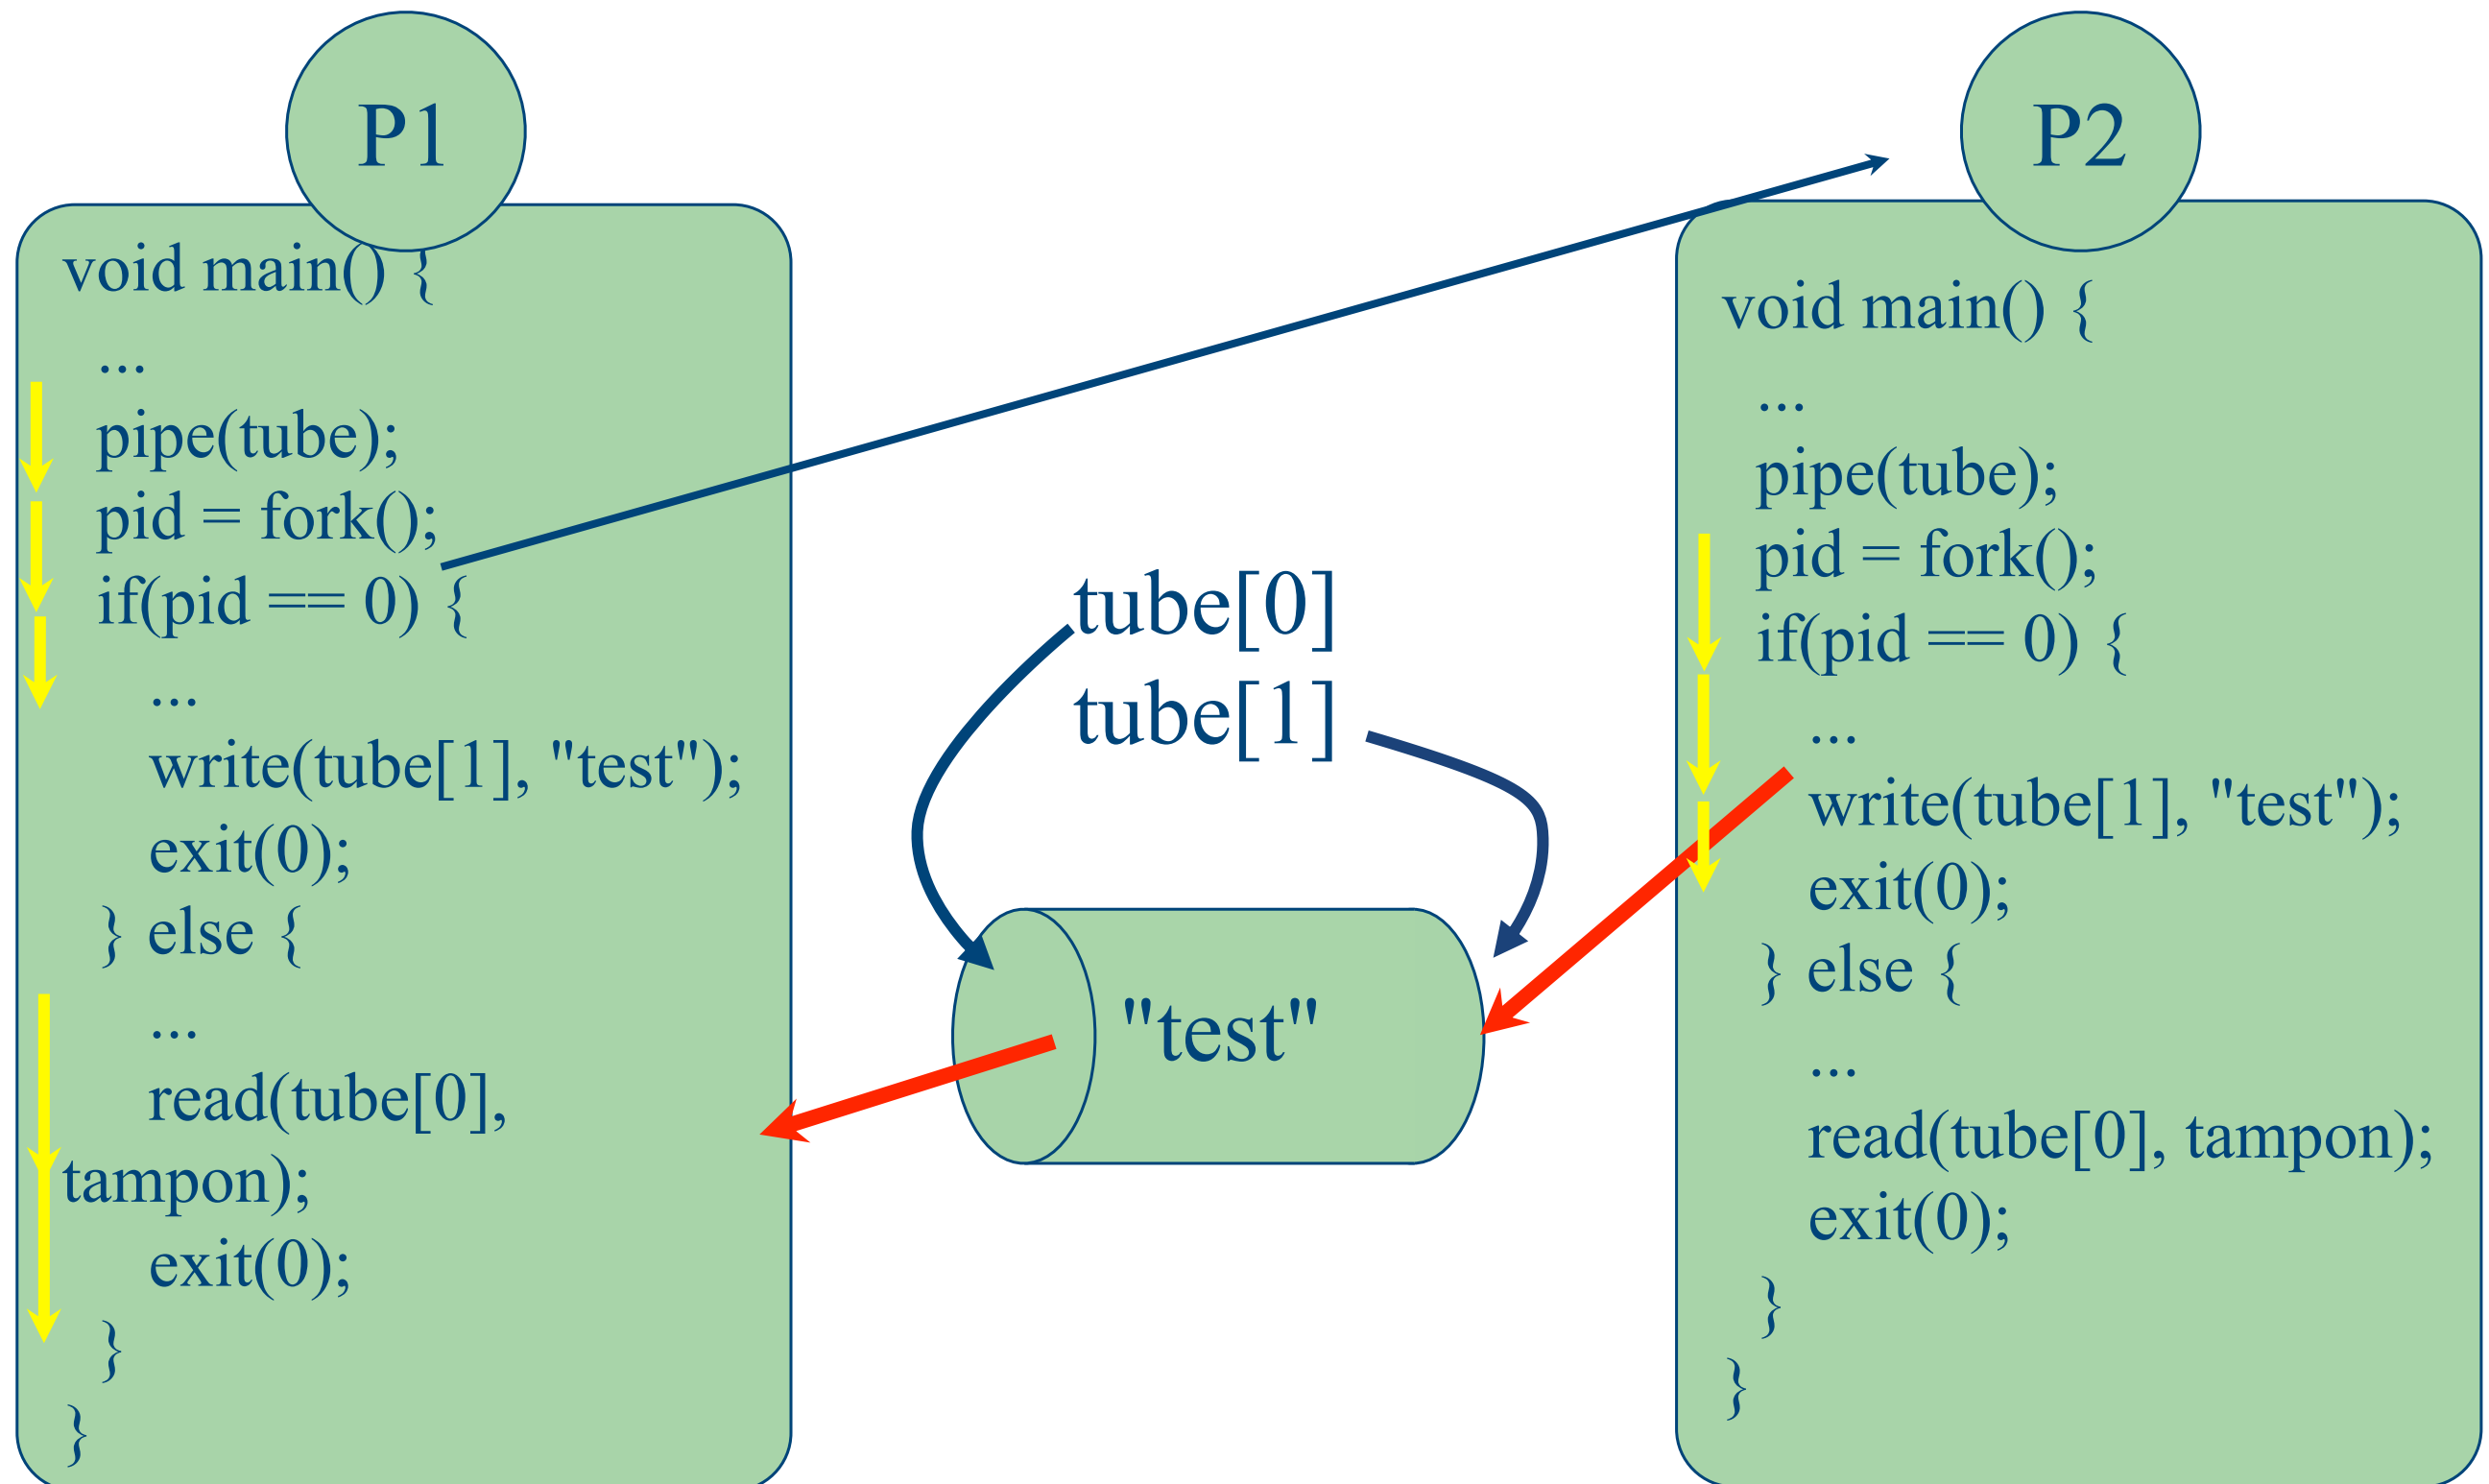 P1
void main() {
...
pipe(tube);
pid = fork();
if(pid == 0) {
...
write(tube[1], "test");
exit(0);
} else {
...
read(tube[0],
tampon);
exit(0);
}
}
tube[0]
tube[1]
"test"
P2
void main() {
...
pipe(tube);
pid = fork();
if(pid == 0) {
...
write(tube[1], "test");
exit(0);
} else {
...
read(tube[0], tampon);
exit(0);
}
}